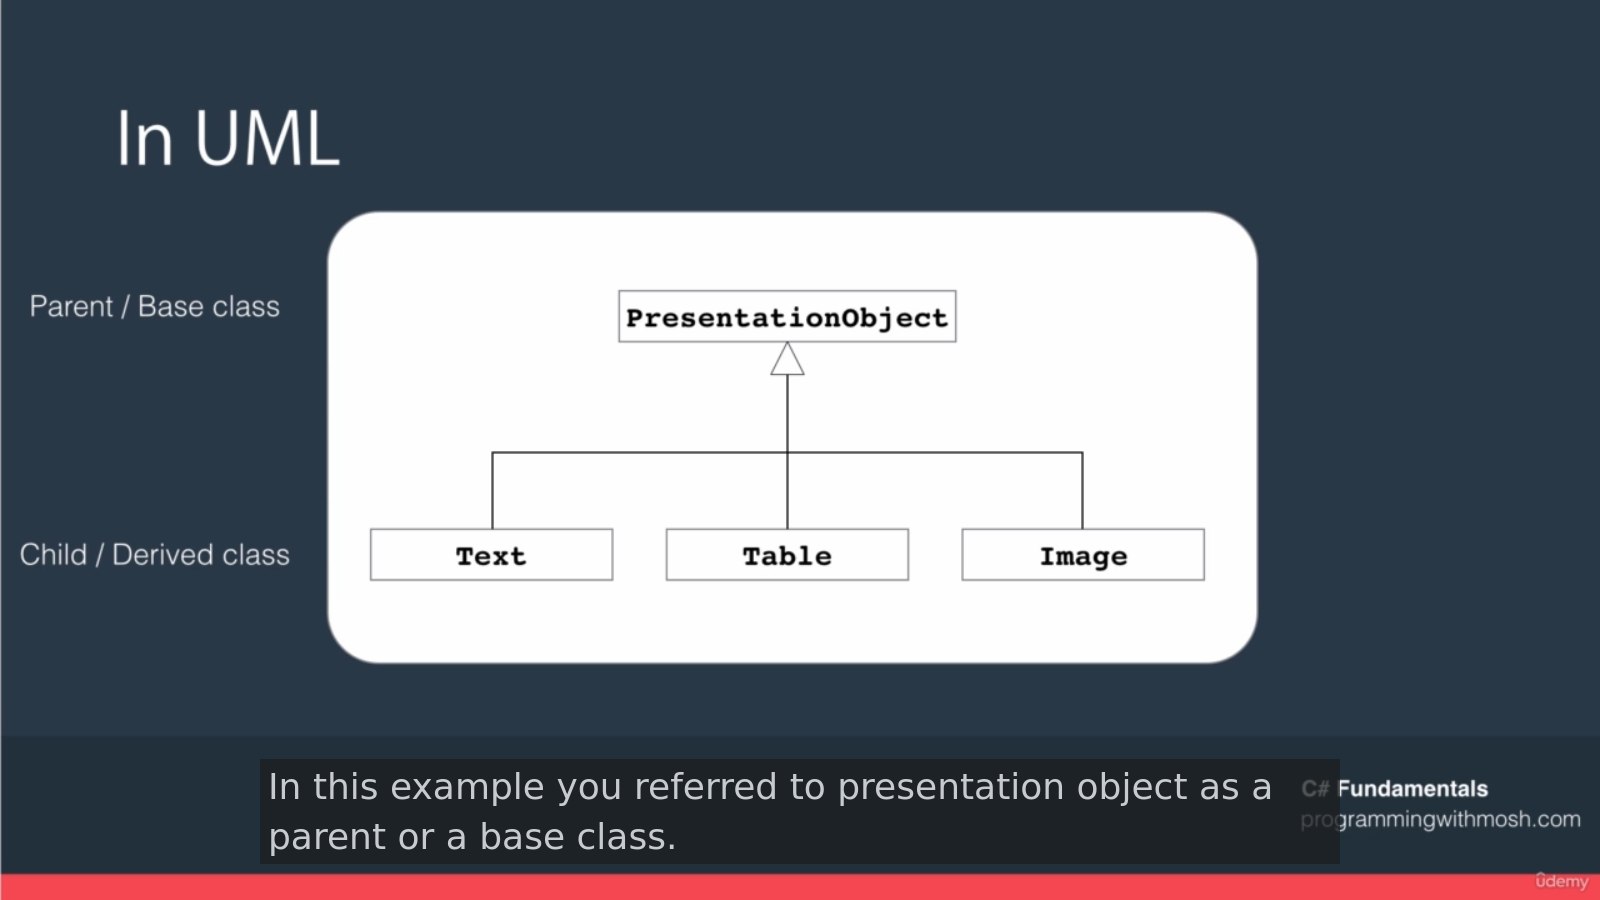 In UML
Parent / Base class
PresentationObject
Child / Derived class
Text
Table
Image
In this example you referred to presentation object as a
parent or a base class.
C# Fundamentals
programmingwithmosh.com
ûdemy